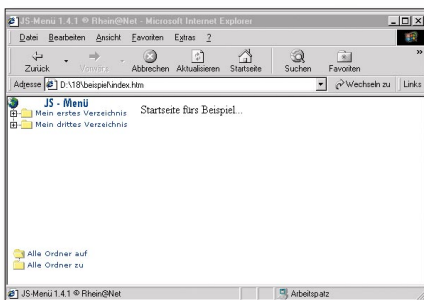 JS-Menü 1.4.1 © Rhein@Net - Microsoft Internet Explorer
Datei Bearbeiten Ansicht Favoriten Extras ?
Zurück Vorwärts Abbrechen Aktualisieren Startseite Suchen Favoriten »
Adresse D:\18\beispiel\index.htm Wechseln zu Links
JS - Menü
Mein erstes Verzeichnis
Mein drittes Verzeichnis
Startseite fürs Beispiel...
Alle Ordner auf
Alle Ordner zu
JS-Menü 1.4.1 © Rhein@Net Arbeitspatz